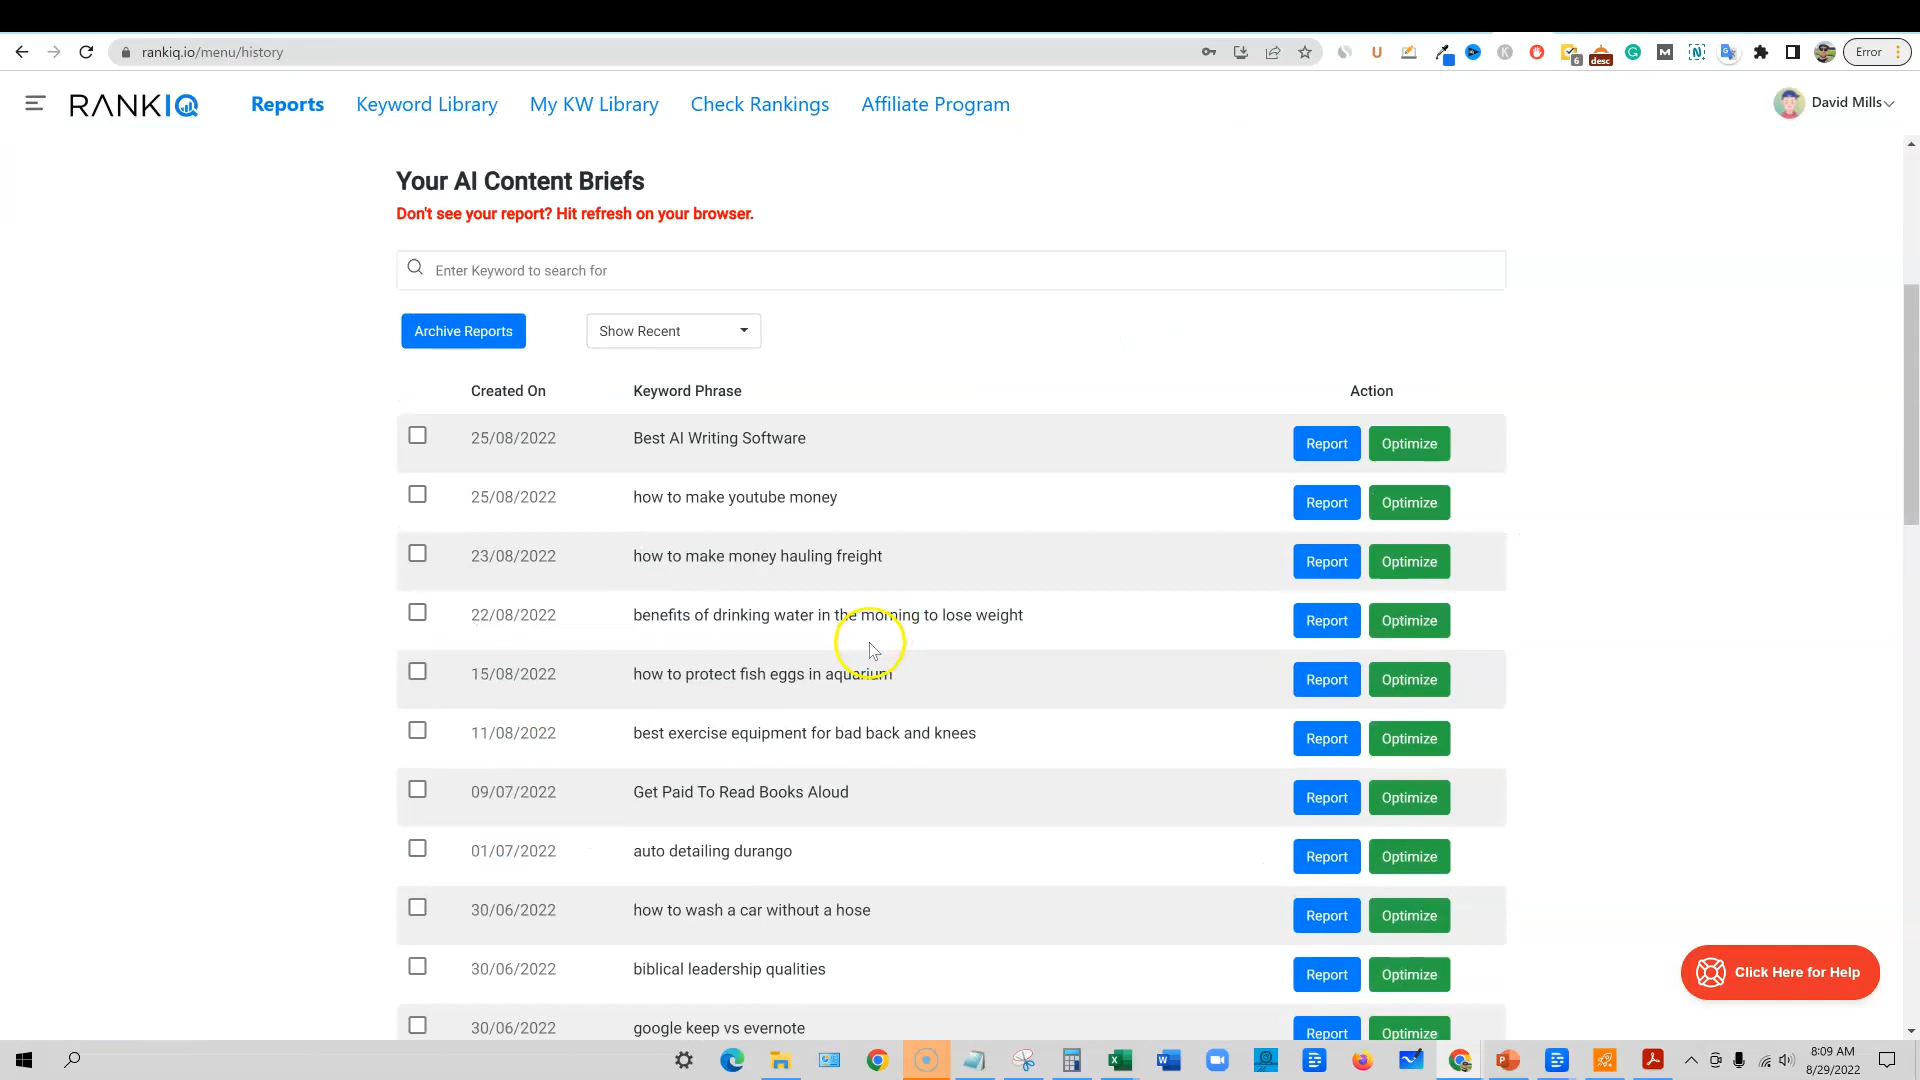 rankiq.io/menu/history
6
desc
Error
RANKIQ
Reports
Keyword Library
My KW Library
Check Rankings
Affiliate Program
David Mills
Your AI Content Briefs
Don't see your report? Hit refresh on your browser.
Enter Keyword to search for
Archive Reports
Show Recent
Created On Keyword Phrase Action
25/08/2022 Best AI Writing Software Report Optimize
25/08/2022 how to make youtube money Report Optimize
23/08/2022 how to make money hauling freight Report Optimize
22/08/2022 benefits of drinking water in the morning to lose weight Report Optimize
15/08/2022 how to protect fish eggs in aquarium Report Optimize
11/08/2022 best exercise equipment for bad back and knees Report Optimize
09/07/2022 Get Paid To Read Books Aloud Report Optimize
01/07/2022 auto detailing durango Report Optimize
30/06/2022 how to wash a car without a hose Report Optimize
30/06/2022 biblical leadership qualities Report Optimize
30/06/2022 google keep vs evernote Report Optimize
Click Here for Help
8:09 AM
8/29/2022